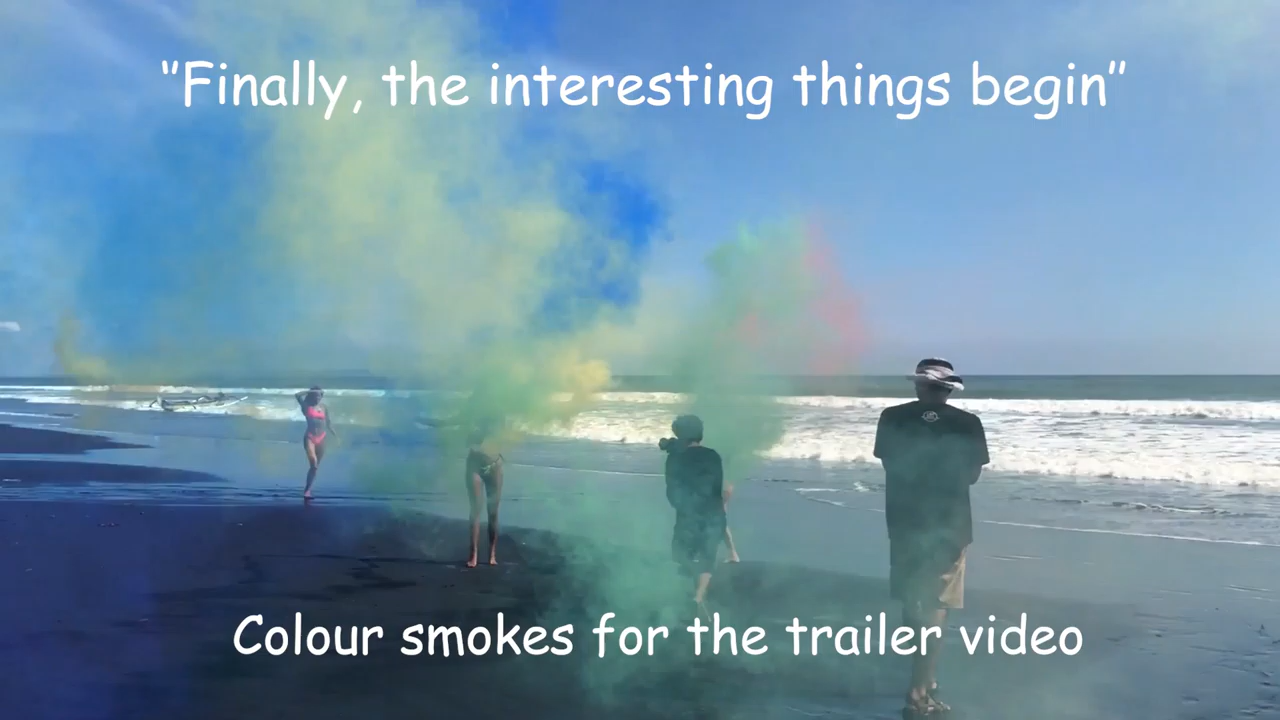 "Finally, the interesting things begin"
Colour smokes for the trailer video